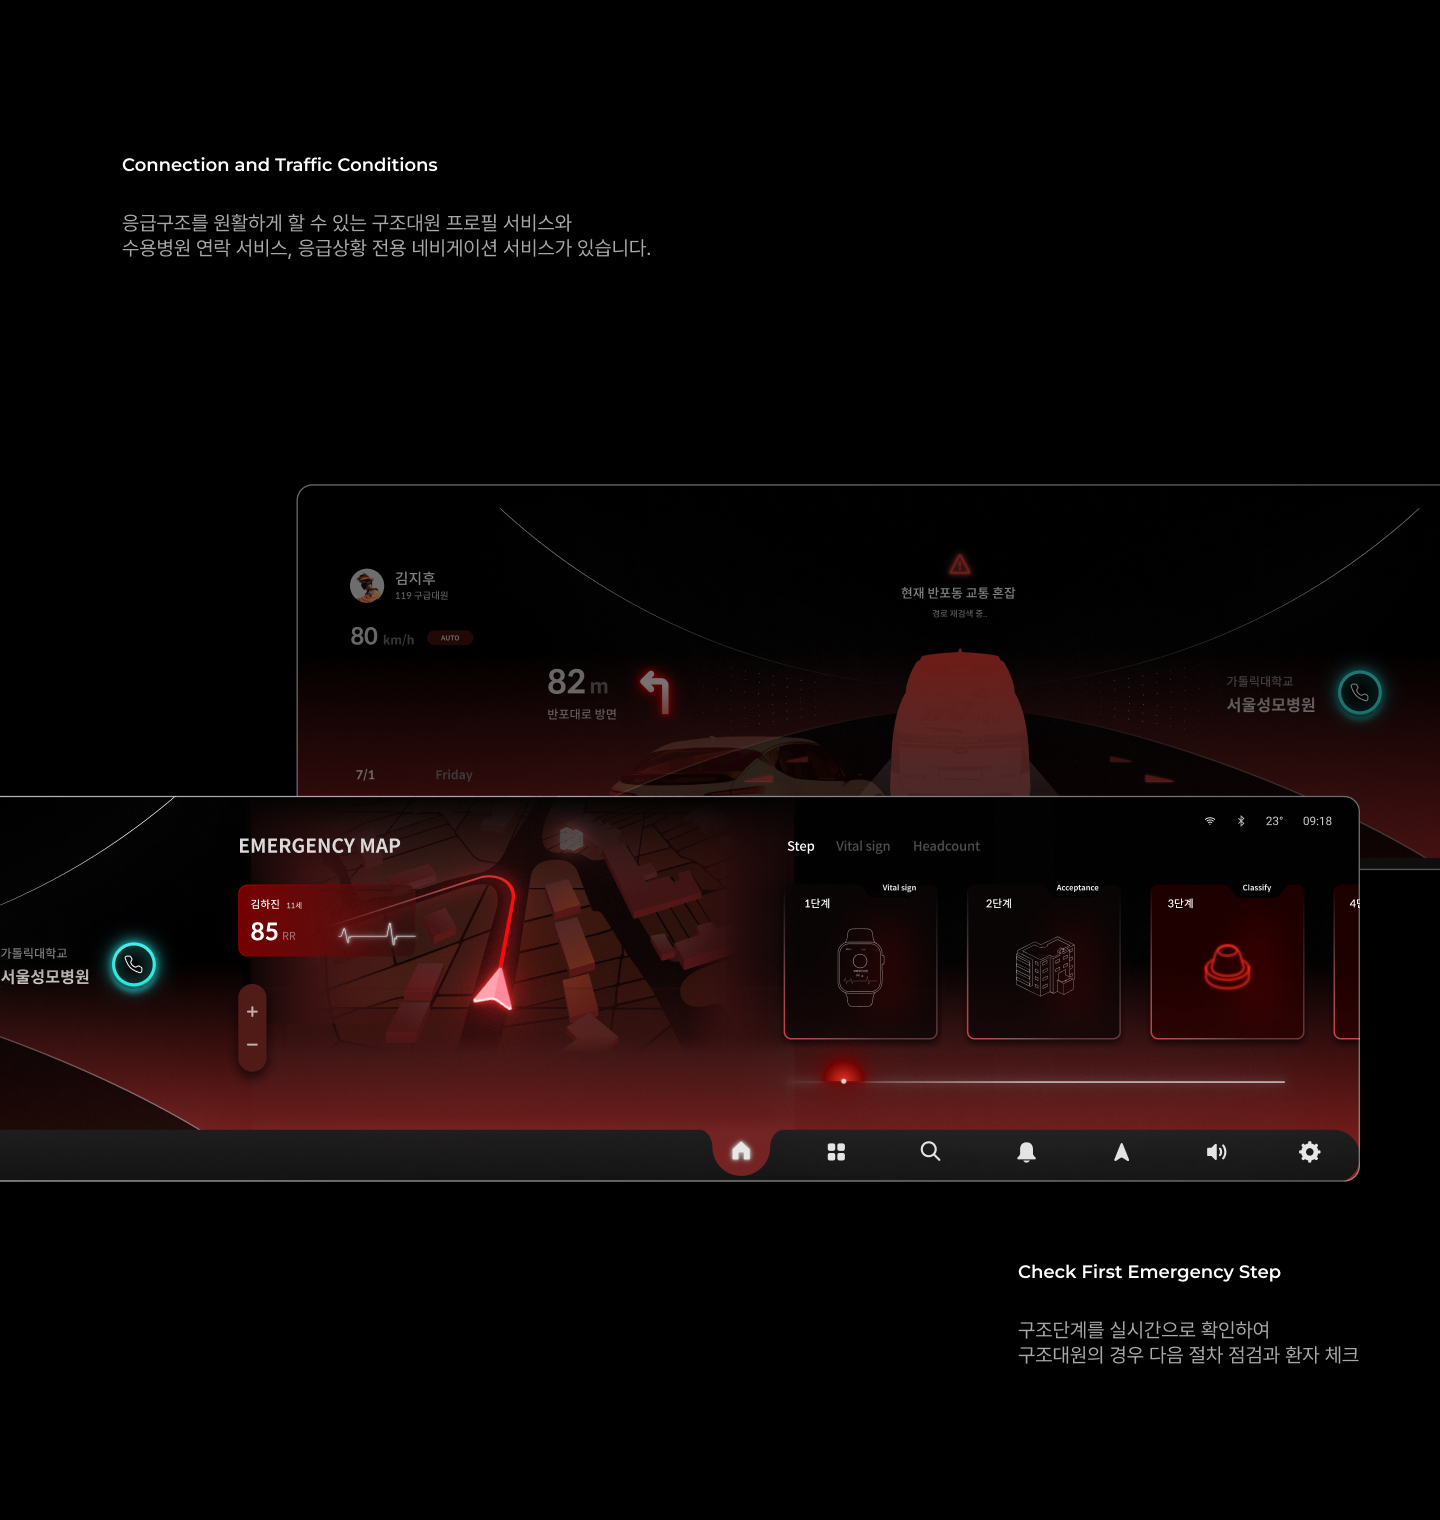 Connection and Traffic Conditions
응급구조를 원활하게 할 수 있는 구조대원 프로필 서비스와
수용병원 연락 서비스, 응급상황 전용 네비게이션 서비스가 있습니다.
김지후
119 구급대원
80 km/h AUTO
현재 반포동 교통 혼잡
경로 재검색 중..
82 m
반포대로 방면
가톨릭대학교
서울성모병원
7/1 Friday
23° 09:18
EMERGENCY MAP
Step Vital sign Headcount
김하진 11세
85 RR
Vital sign
1단계
Acceptance
2단계
Classify
3단계
가톨릭대학교
서울성모병원
Check First Emergency Step
구조단계를 실시간으로 확인하여
구조대원의 경우 다음 절차 점검과 환자 체크